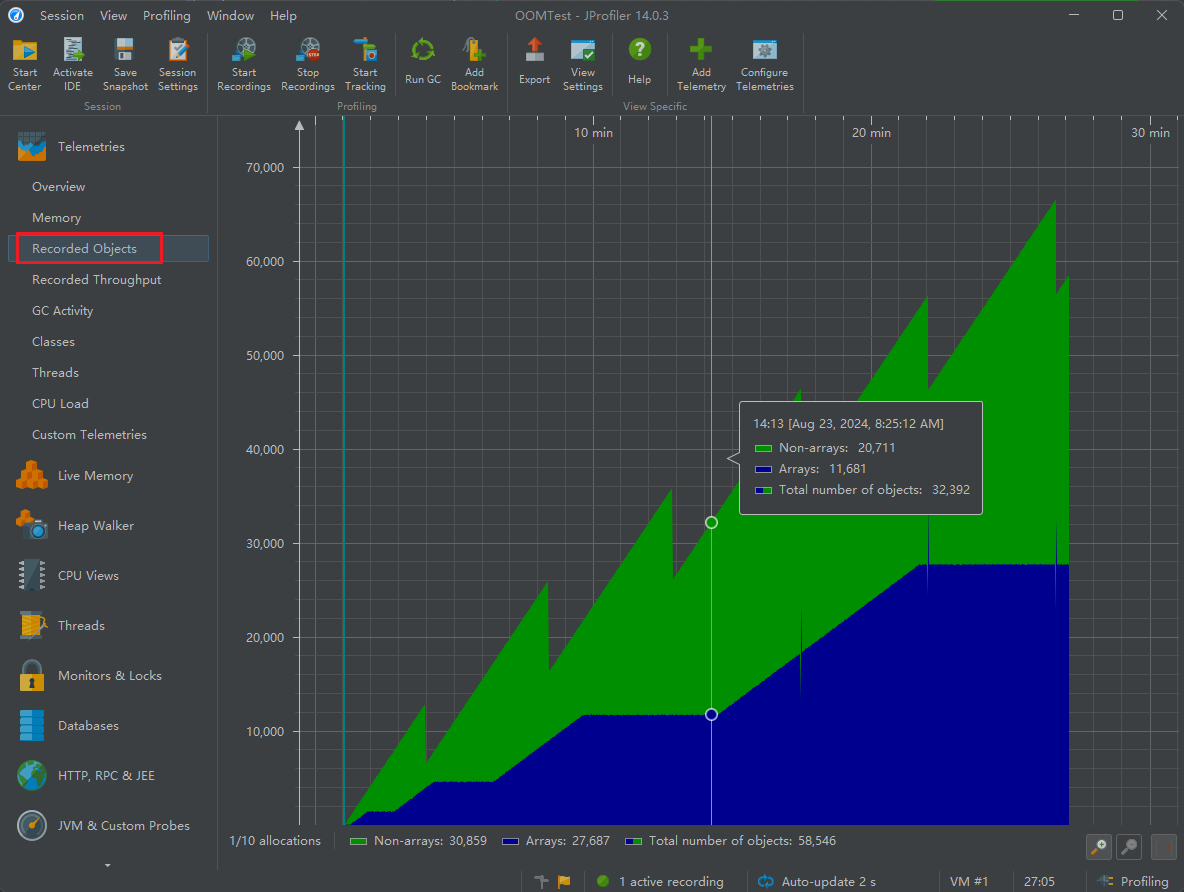 Session View Profiling Window Help OOMTest - JProfiler 14.0.3
Start Center
Activate IDE
Save Snapshot
Session Settings
Start Recordings
Stop Recordings
Start Tracking
Run GC
Add Bookmark
Export
View Settings
Help
Add Telemetry
Configure Telemetries
Session Profiling View Specific
Telemetries
Overview
Memory
Recorded Objects
Recorded Throughput
GC Activity
Classes
Threads
CPU Load
Custom Telemetries
Live Memory
Heap Walker
CPU Views
Threads
Monitors & Locks
Databases
HTTP, RPC & JEE
JVM & Custom Probes
10 min 20 min 30 min
70,000
60,000
50,000
40,000
30,000
20,000
10,000
14:13 [Aug 23, 2024, 8:25:12 AM]
Non-arrays: 20,711
Arrays: 11,681
Total number of objects: 32,392
1/10 allocations Non-arrays: 30,859 Arrays: 27,687 Total number of objects: 58,546
1 active recording Auto-update 2 s VM #1 27:05 Profiling